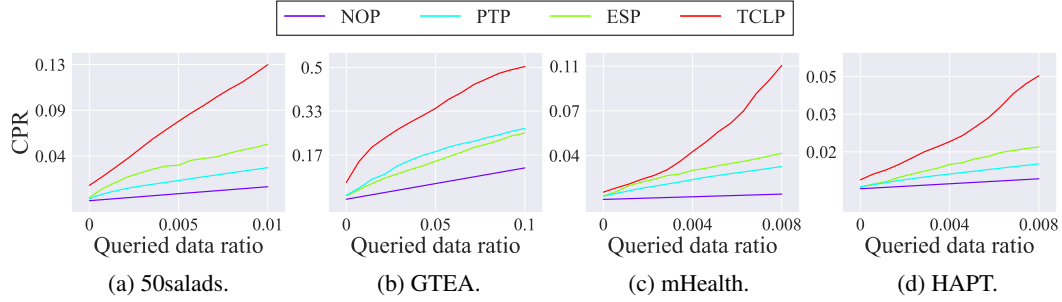 NOP PTP ESP TCLP
CPR
0.13
0.09
0.04
0 0.005 0.01
Queried data ratio
(a) 50salads.
0.5
0.33
0.17
0 0.05 0.1
Queried data ratio
(b) GTEA.
0.11
0.07
0.04
0 0.004 0.008
Queried data ratio
(c) mHealth.
0.05
0.03
0.02
0 0.004 0.008
Queried data ratio
(d) HAPT.